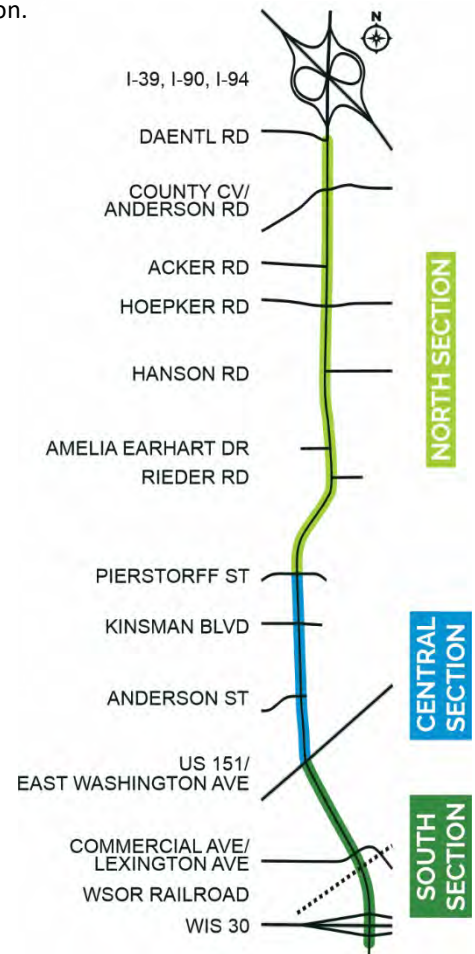 on.
N
I-39, I-90, I-94
DAENTL RD
COUNTY CV/
ANDERSON RD
ACKER RD
HOEPKER RD
HANSON RD
AMELIA EARHART DR
RIEDER RD
NORTH SECTION
PIERSTORFF ST
KINSMAN BLVD
ANDERSON ST
CENTRAL
SECTION
US 151/
EAST WASHINGTON AVE
COMMERCIAL AVE/
LEXINGTON AVE
WSOR RAILROAD
WIS 30
SOUTH
SECTION